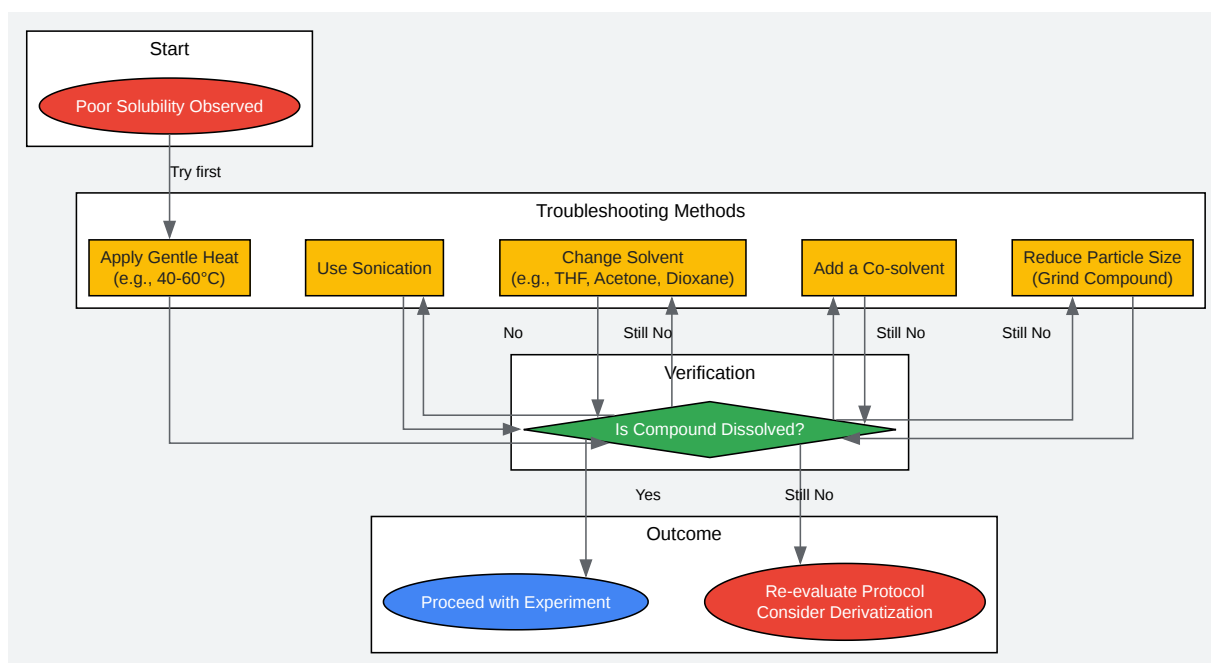 Start
Poor Solubility Observed
Try first
Troubleshooting Methods
Apply Gentle Heat
(e.g., 40-60°C)
Use Sonication
Change Solvent
(e.g., THF, Acetone, Dioxane)
Add a Co-solvent
Reduce Particle Size
(Grind Compound)
No
Still No
Still No
Still No
Verification
Is Compound Dissolved?
Yes
Still No
Outcome
Proceed with Experiment
Re-evaluate Protocol
Consider Derivatization